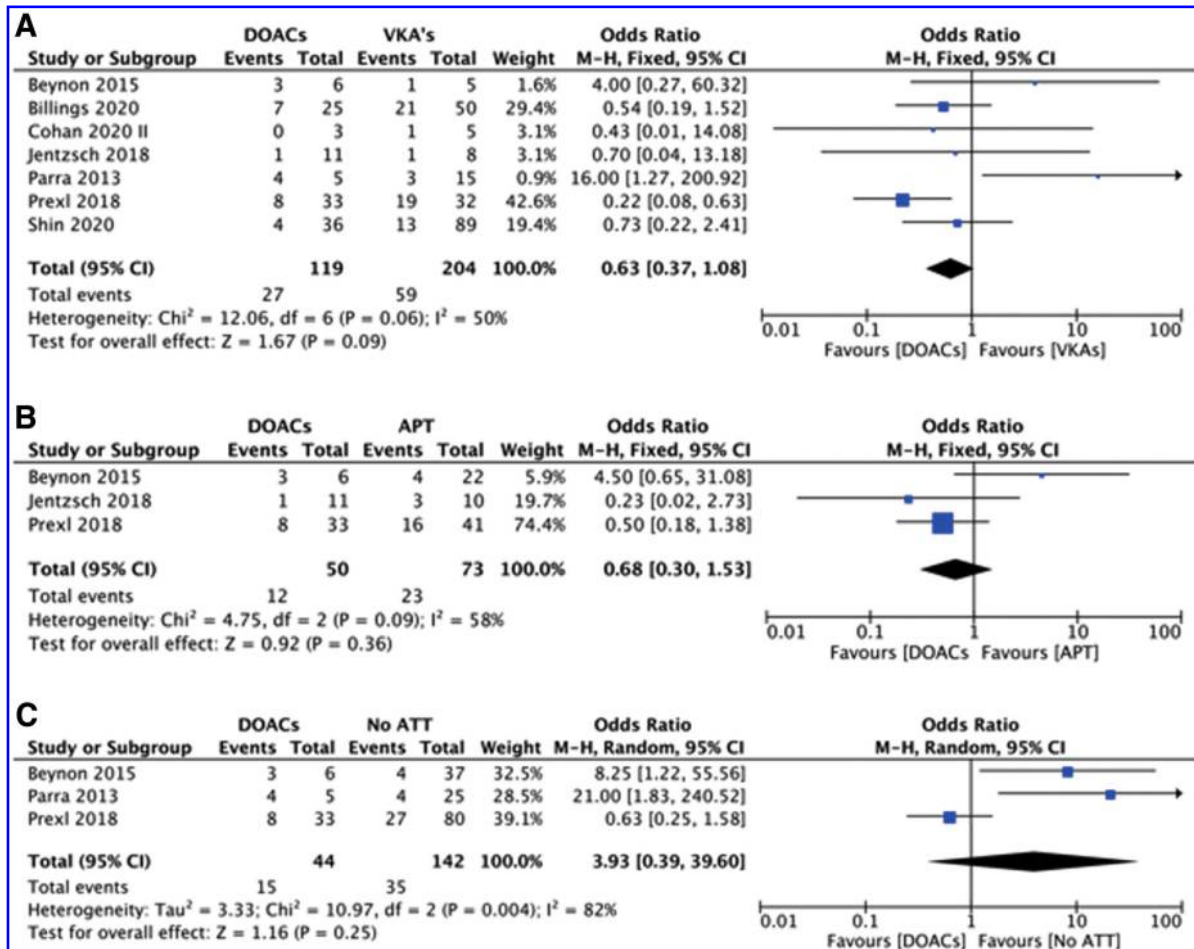 A
DOACs VKA's Odds Ratio Odds Ratio
Study or Subgroup Events Total Events Total Weight M-H, Fixed, 95% CI M-H, Fixed, 95% CI
Beynon 2015 3 6 1 5 1.6% 4.00 [0.27, 60.32]
Billings 2020 7 25 21 50 29.4% 0.54 [0.19, 1.52]
Cohan 2020 II 0 3 1 5 3.1% 0.43 [0.01, 14.08]
Jentzsch 2018 1 11 1 8 3.1% 0.70 [0.04, 13.18]
Parra 2013 4 5 3 15 0.9% 16.00 [1.27, 200.92]
Prexl 2018 8 33 19 32 42.6% 0.22 [0.08, 0.63]
Shin 2020 4 36 13 89 19.4% 0.73 [0.22, 2.41]
Total (95% CI) 119 204 100.0% 0.63 [0.37, 1.08]
Total events 27 59
Heterogeneity: Chi² = 12.06, df = 6 (P = 0.06); I² = 50%
Test for overall effect: Z = 1.67 (P = 0.09)
0.01 0.1 1 10 100
Favours [DOACs] Favours [VKAs]
B
DOACs APT Odds Ratio Odds Ratio
Study or Subgroup Events Total Events Total Weight M-H, Fixed, 95% CI M-H, Fixed, 95% CI
Beynon 2015 3 6 4 22 5.9% 4.50 [0.65, 31.08]
Jentzsch 2018 1 11 3 10 19.7% 0.23 [0.02, 2.73]
Prexl 2018 8 33 16 41 74.4% 0.50 [0.18, 1.38]
Total (95% CI) 50 73 100.0% 0.68 [0.30, 1.53]
Total events 12 23
Heterogeneity: Chi² = 4.75, df = 2 (P = 0.09); I² = 58%
Test for overall effect: Z = 0.92 (P = 0.36)
0.01 0.1 1 10 100
Favours [DOACs Favours [APT]
C
DOACs No ATT Odds Ratio Odds Ratio
Study or Subgroup Events Total Events Total Weight M-H, Random, 95% CI M-H, Random, 95% CI
Beynon 2015 3 6 4 37 32.5% 8.25 [1.22, 55.56]
Parra 2013 4 5 4 25 28.5% 21.00 [1.83, 240.52]
Prexl 2018 8 33 27 80 39.1% 0.63 [0.25, 1.58]
Total (95% CI) 44 142 100.0% 3.93 [0.39, 39.60]
Total events 15 35
Heterogeneity: Tau² = 3.33; Chi² = 10.97, df = 2 (P = 0.004); I² = 82%
Test for overall effect: Z = 1.16 (P = 0.25)
0.01 0.1 1 10 100
Favours [DOACs] Favours [No ATT]